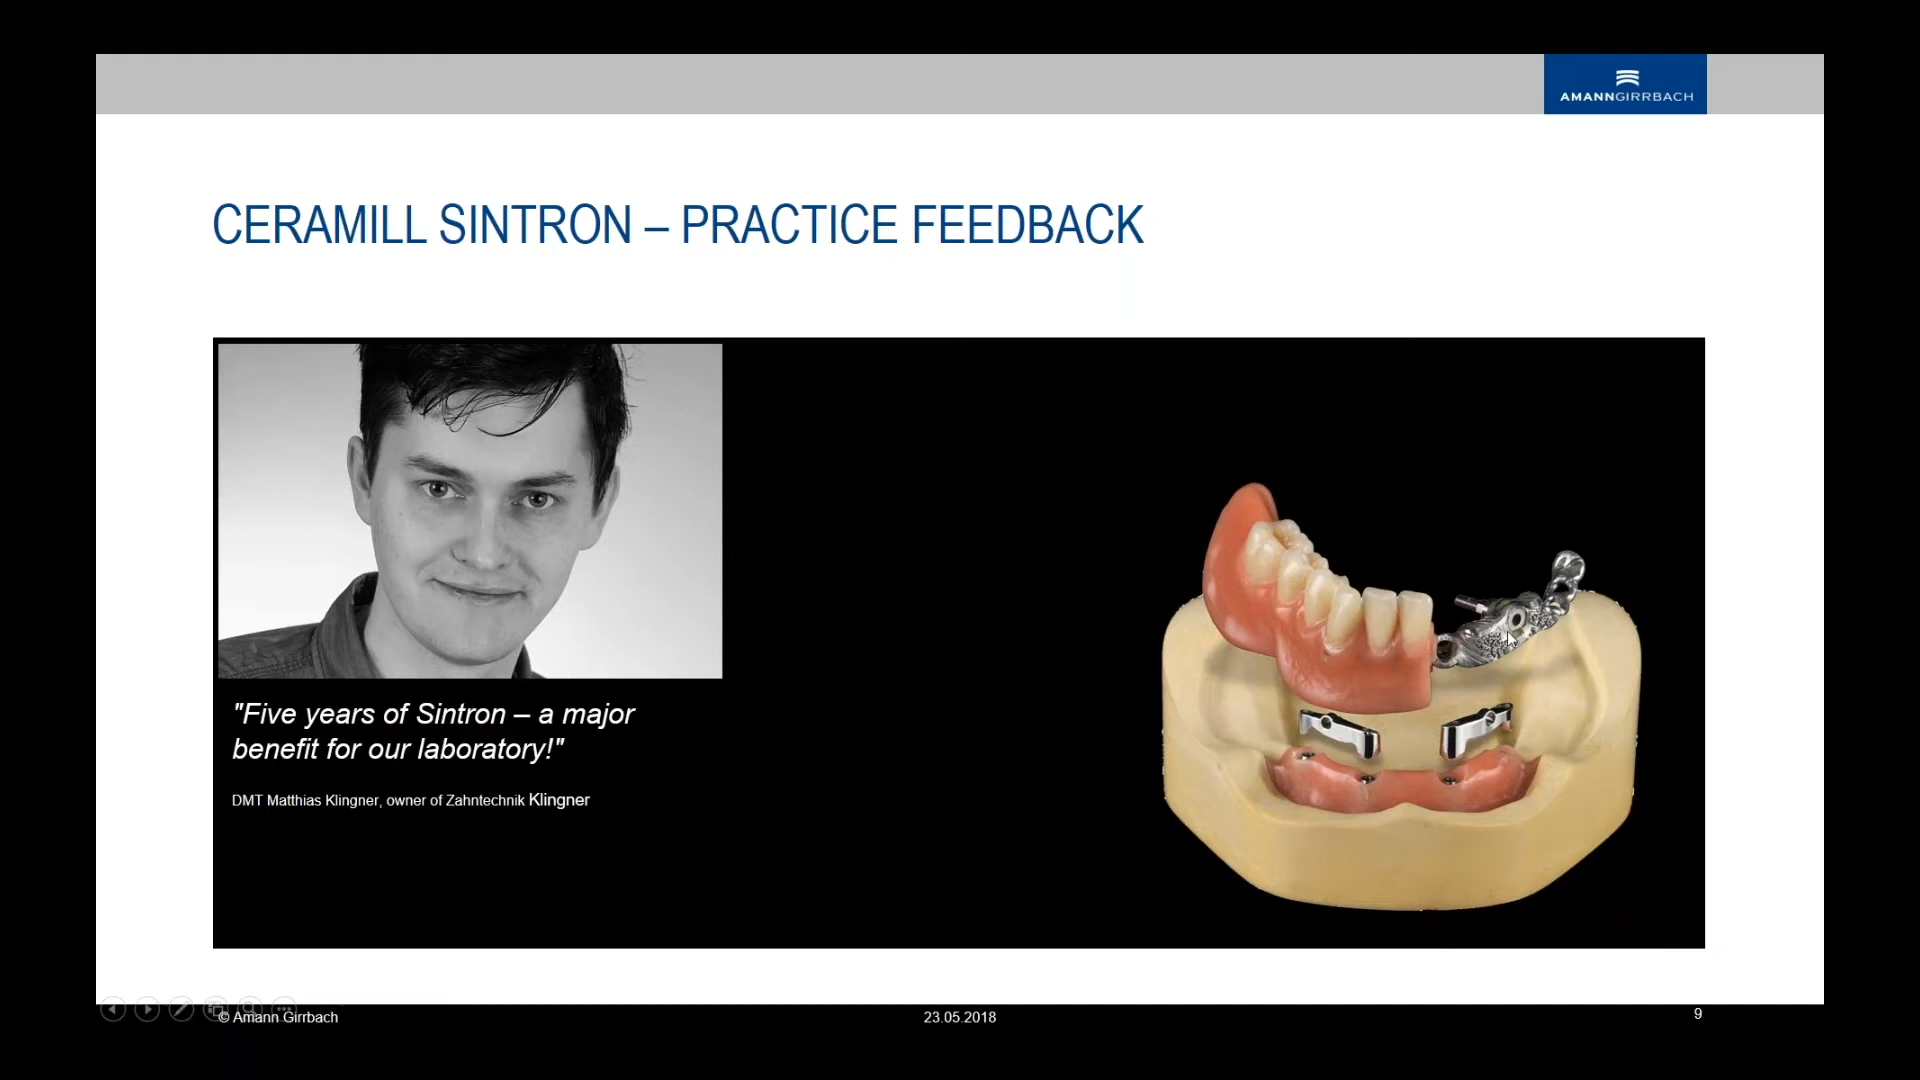 AMANNGIRRBACH
CERAMILL SINTRON – PRACTICE FEEDBACK
"Five years of Sintron – a major
benefit for our laboratory!"
DMT Matthias Klingner, owner of Zahntechnik Klingner
© Amann Girrbach
23.05.2018
9